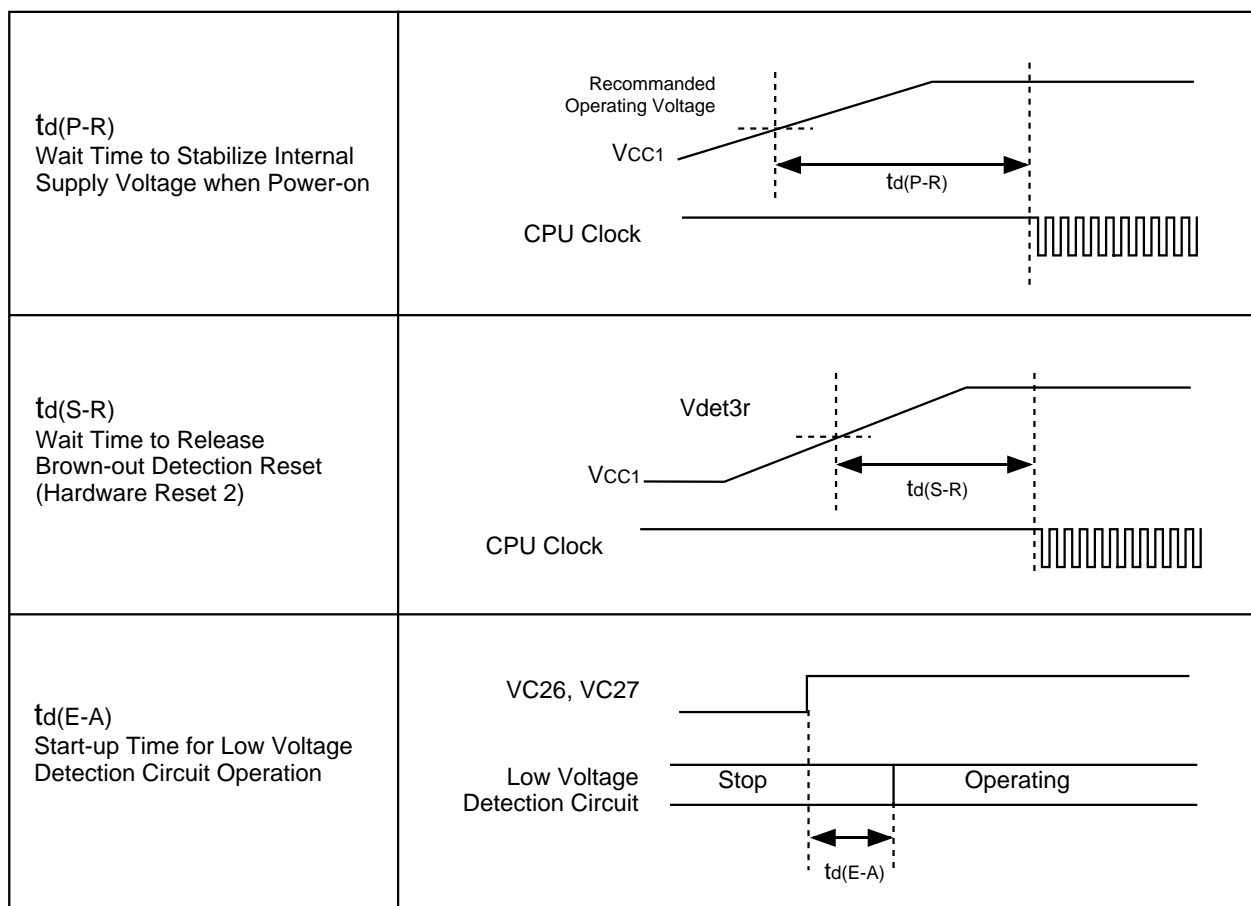 td(P-R)
Wait Time to Stabilize Internal
Supply Voltage when Power-on
Recommanded
Operating Voltage
VCC1
td(P-R)
CPU Clock
td(S-R)
Wait Time to Release
Brown-out Detection Reset
(Hardware Reset 2)
Vdet3r
VCC1
td(S-R)
CPU Clock
td(E-A)
Start-up Time for Low Voltage
Detection Circuit Operation
VC26, VC27
Low Voltage
Detection Circuit
Stop
Operating
td(E-A)